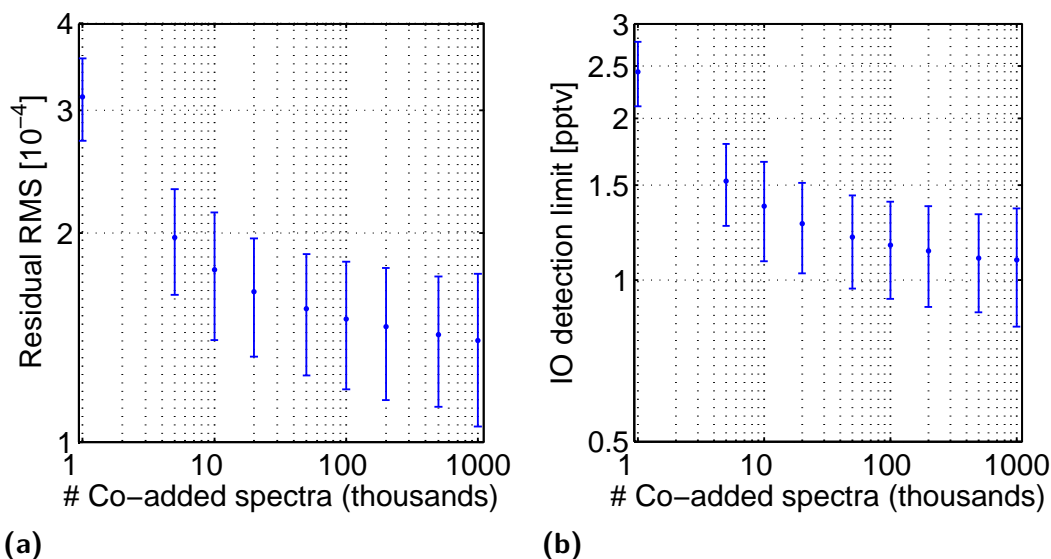 4
3
2
1
Residual RMS [10−4]
1 10 100 1000
# Co−added spectra (thousands)
(a)
3
2.5
2
1.5
1
0.5
IO detection limit [pptv]
1 10 100 1000
# Co−added spectra (thousands)
(b)